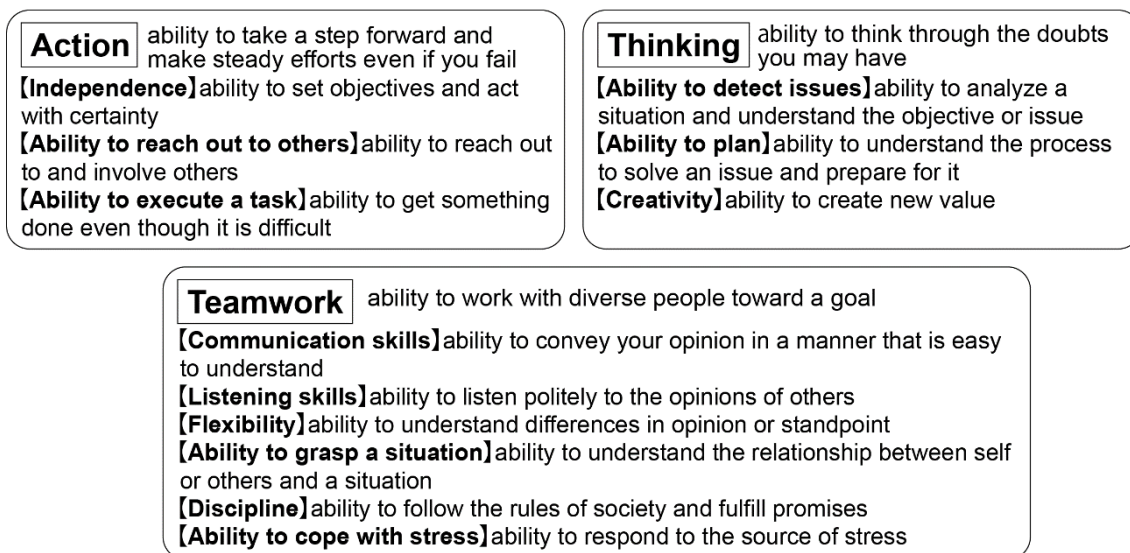 Action ability to take a step forward and
make steady efforts even if you fail
【Independence】ability to set objectives and act
with certainty
【Ability to reach out to others】ability to reach out
to and involve others
【Ability to execute a task】ability to get something
done even though it is difficult
Thinking ability to think through the doubts
you may have
【Ability to detect issues】ability to analyze a
situation and understand the objective or issue
【Ability to plan】ability to understand the process
to solve an issue and prepare for it
【Creativity】ability to create new value
Teamwork ability to work with diverse people toward a goal
【Communication skills】ability to convey your opinion in a manner that is easy
to understand
【Listening skills】ability to listen politely to the opinions of others
【Flexibility】ability to understand differences in opinion or standpoint
【Ability to grasp a situation】ability to understand the relationship between self
or others and a situation
【Discipline】ability to follow the rules of society and fulfill promises
【Ability to cope with stress】ability to respond to the source of stress